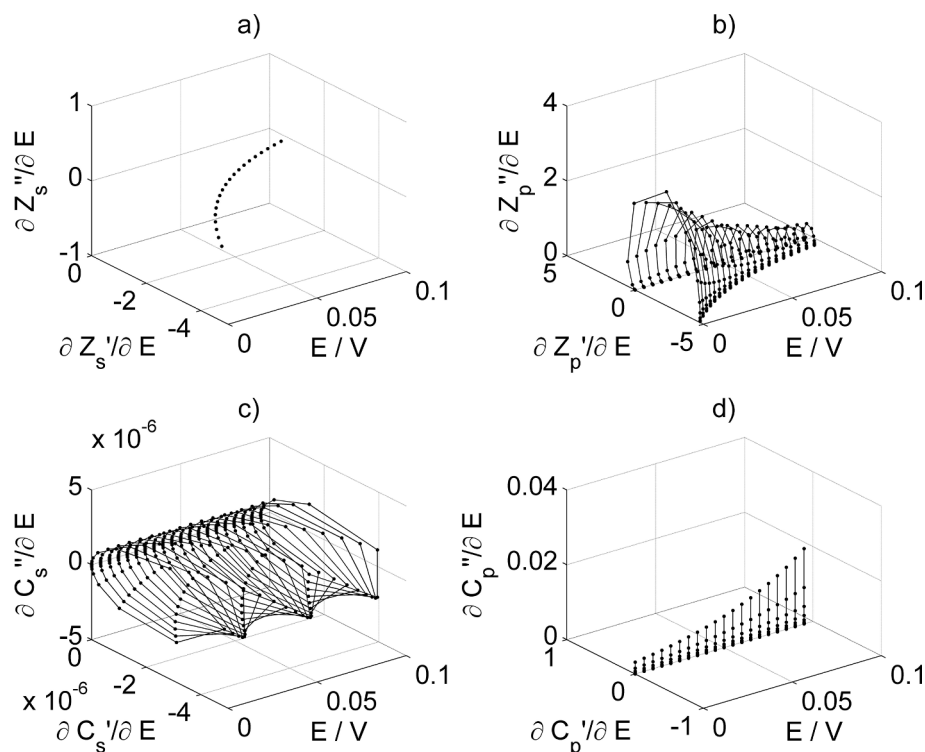 a)
1
0
-1
∂ Z_s''/∂ E
0
-2
-4
∂ Z_s'/∂ E
0
0.05
0.1
E / V
b)
4
2
0
∂ Z_p''/∂ E
5
0
-5
∂ Z_p'/∂ E
0
0.05
0.1
E / V
c)
x 10^-6
5
0
-5
∂ C_s''/∂ E
0
-2
-4
x 10^-6
∂ C_s'/∂ E
0
0.05
0.1
E / V
d)
0.04
0.02
0
∂ C_p''/∂ E
1
0
-1
∂ C_p'/∂ E
0
0.05
0.1
E / V